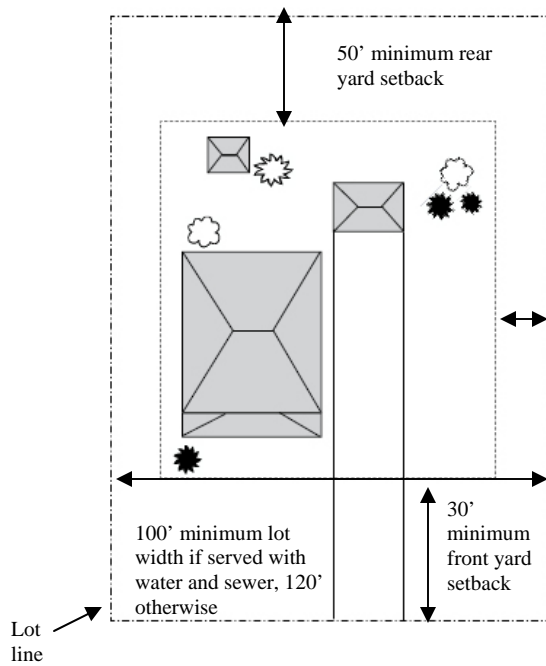 50’ minimum rear
yard setback
100’ minimum lot
width if served with
water and sewer, 120’
otherwise
30’
minimum
front yard
setback
Lot
line